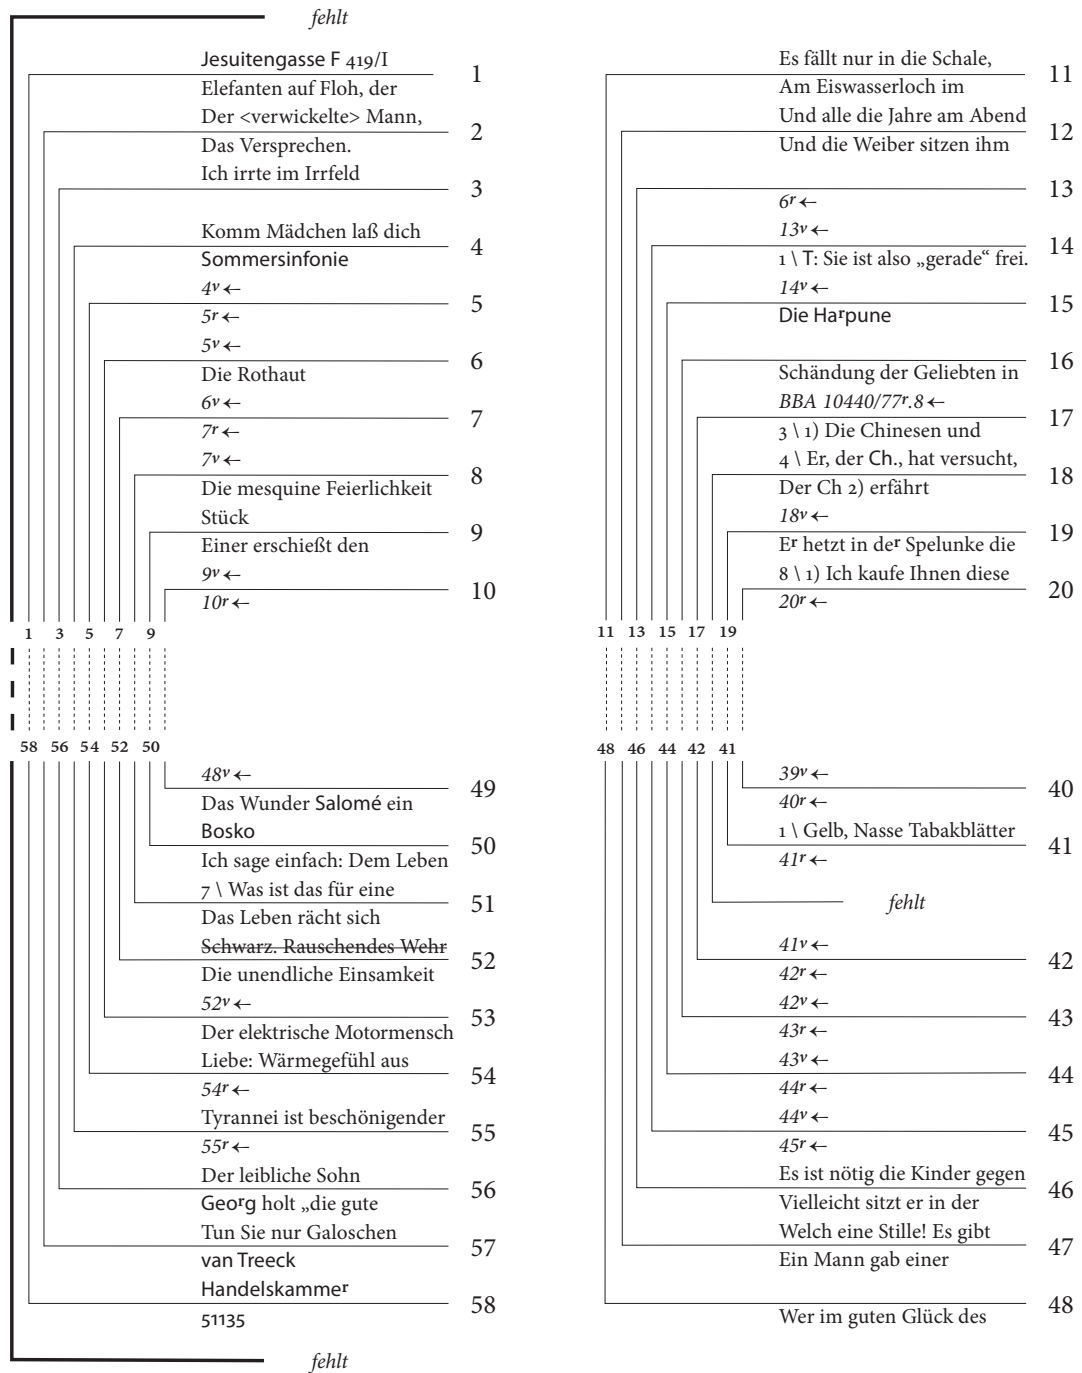 fehlt
Jesuitengasse F 419/I
1
Elefanten auf Floh, der
Der <verwickelte> Mann,
2
Das Versprechen.
Ich irrte im Irrfeld
3
Komm Mädchen laß dich
4
Sommersinfonie
4v ←
5
5r ←
5v ←
6
Die Rothaut
6v ←
7
7r ←
7v ←
8
Die mesquine Feierlichkeit
Stück
9
Einer erschießt den
9v ←
10
10r ←
1 3 5 7 9
58 56 54 52 50
48v ←
49
Das Wunder Salomé ein
Bosko
50
Ich sage einfach: Dem Leben
7 \ Was ist das für eine
51
Das Leben rächt sich
Schwarz. Rauschendes Wehr
52
Die unendliche Einsamkeit
52v ←
53
Der elektrische Motormensch
Liebe: Wärmegefühl aus
54
54r ←
Tyrannei ist beschönigender
55
55r ←
Der leibliche Sohn
56
Georg holt „die gute
Tun Sie nur Galoschen
57
van Treeck
Handelskammer
58
51135
fehlt
Es fällt nur in die Schale,
11
Am Eiswasserloch im
Und alle die Jahre am Abend
12
Und die Weiber sitzen ihm
13
6r ←
13v ←
14
1 \ T: Sie ist also „gerade“ frei.
14v ←
15
Die Harpune
16
Schändung der Geliebten in
BBA 10440/77r.8 ←
17
3 \ 1) Die Chinesen und
4 \ Er, der Ch., hat versucht,
18
Der Ch 2) erfährt
18v ←
19
Er hetzt in der Spelunke die
8 \ 1) Ich kaufe Ihnen diese
20
20r ←
11 13 15 17 19
48 46 44 42 41
39v ←
40
40r ←
1 \ Gelb, Nasse Tabakblätter
41
41r ←
fehlt
41v ←
42
42r ←
42v ←
43
43r ←
43v ←
44
44r ←
44v ←
45
45r ←
Es ist nötig die Kinder gegen
46
Vielleicht sitzt er in der
Welch eine Stille! Es gibt
47
Ein Mann gab einer
48
Wer im guten Glück des